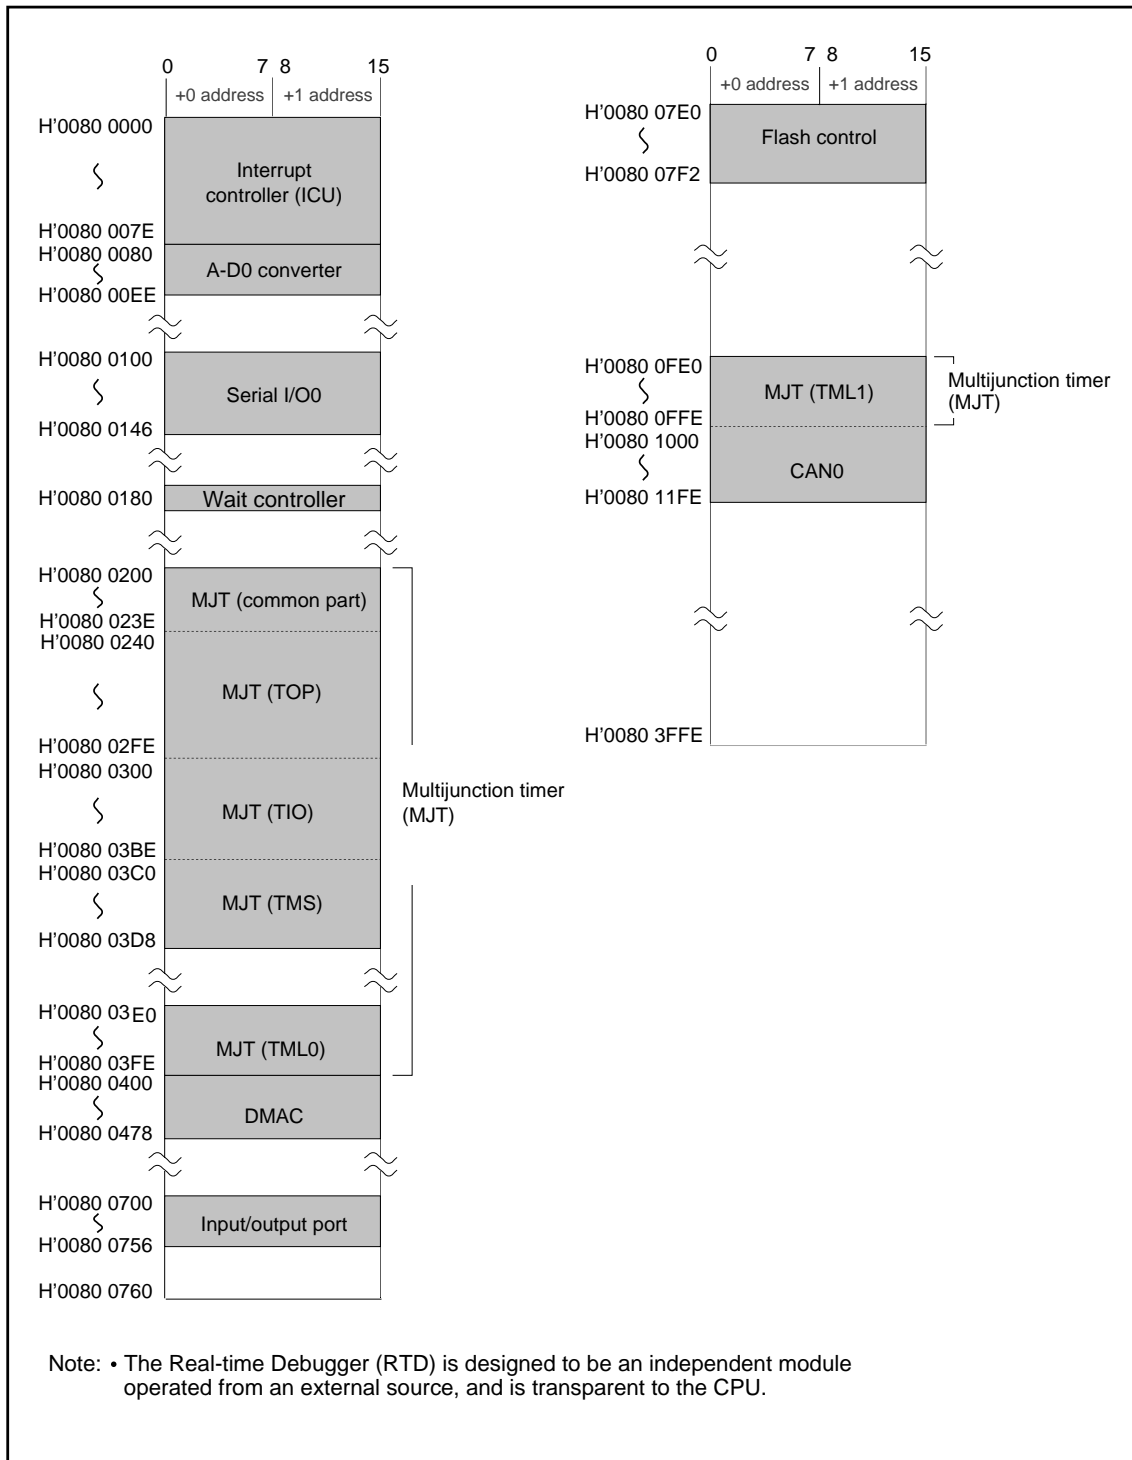 0 7 8 15
+0 address +1 address
H'0080 0000
Interrupt
controller (ICU)
H'0080 007E
H'0080 0080
A-D0 converter
H'0080 00EE
H'0080 0100
Serial I/O0
H'0080 0146
H'0080 0180 Wait controller
H'0080 0200
MJT (common part)
H'0080 023E
H'0080 0240
MJT (TOP)
H'0080 02FE
H'0080 0300
MJT (TIO)
H'0080 03BE
H'0080 03C0
MJT (TMS)
H'0080 03D8
Multijunction timer
(MJT)
H'0080 03E0
MJT (TML0)
H'0080 03FE
H'0080 0400
DMAC
H'0080 0478
H'0080 0700
Input/output port
H'0080 0756
H'0080 0760
0 7 8 15
+0 address +1 address
H'0080 07E0
Flash control
H'0080 07F2
H'0080 0FE0
MJT (TML1)
H'0080 0FFE
Multijunction timer
(MJT)
H'0080 1000
CAN0
H'0080 11FE
H'0080 3FFE
Note: • The Real-time Debugger (RTD) is designed to be an independent module
operated from an external source, and is transparent to the CPU.